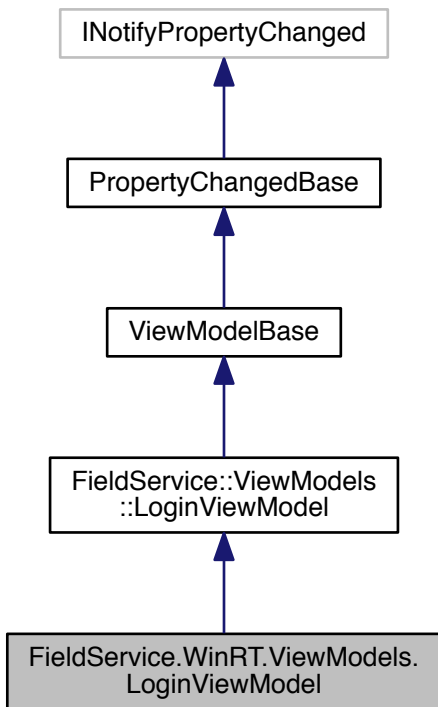 INotifyPropertyChanged
PropertyChangedBase
ViewModelBase
FieldService::ViewModels
::LoginViewModel
FieldService.WinRT.ViewModels.
LoginViewModel